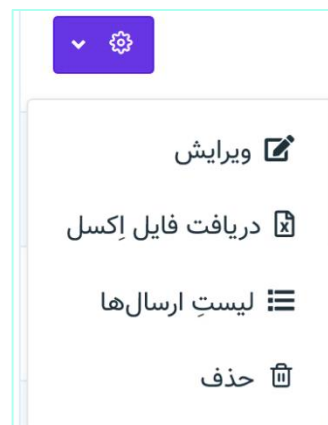 ویرایش
دریافت فایل اِکسل
لیستِ ارسال‌ها
حذف